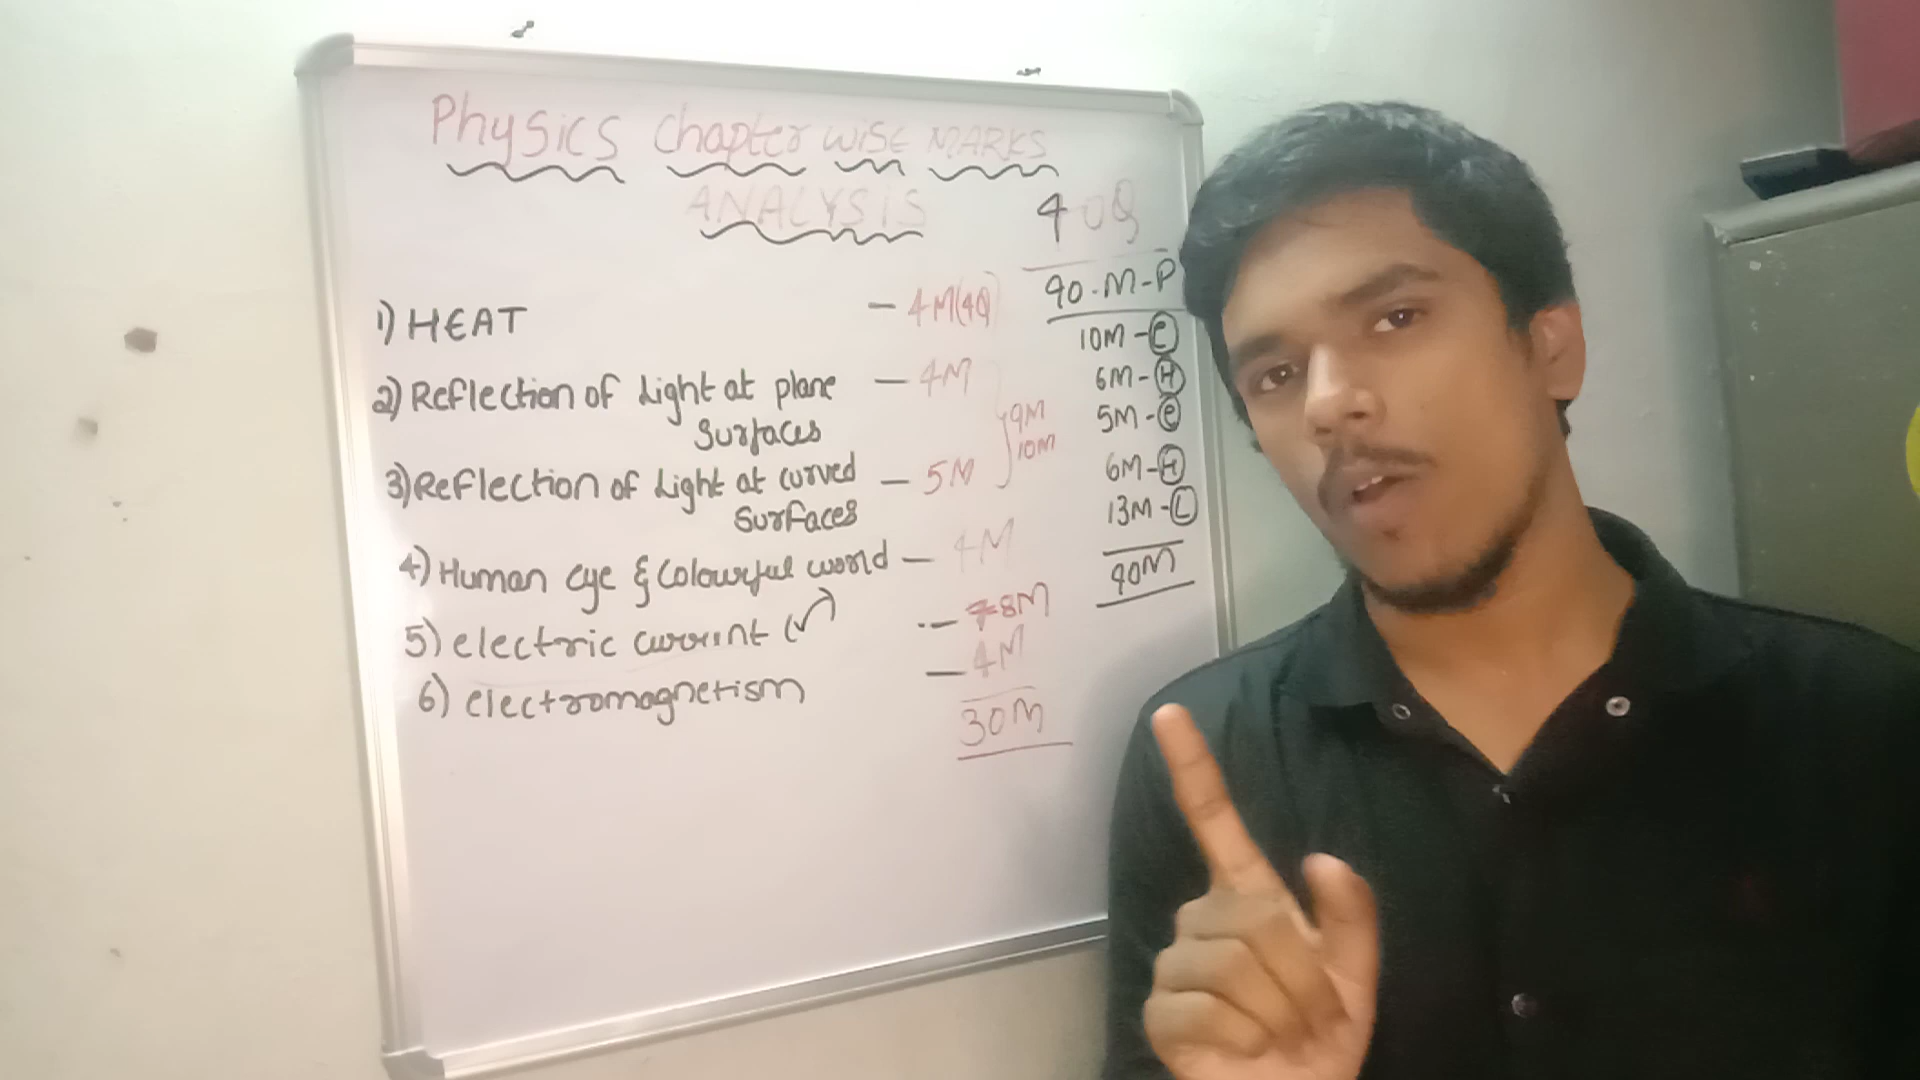 Physics Chapter wise MARKS
ANALYSIS
1) HEAT — 4M(4Q)
2) Reflection of Light at plane — 4M
Surfaces
3) Reflection of Light at curved — 5M
Surfaces
9M
10M
4) Human eye & Colourful world — 4M
5) electric current — 8M
6) electromagnetism — 4M
30M
40Q
40-M-P
10M-e
6M-H
5M-e
6M-H
13M-L
40M